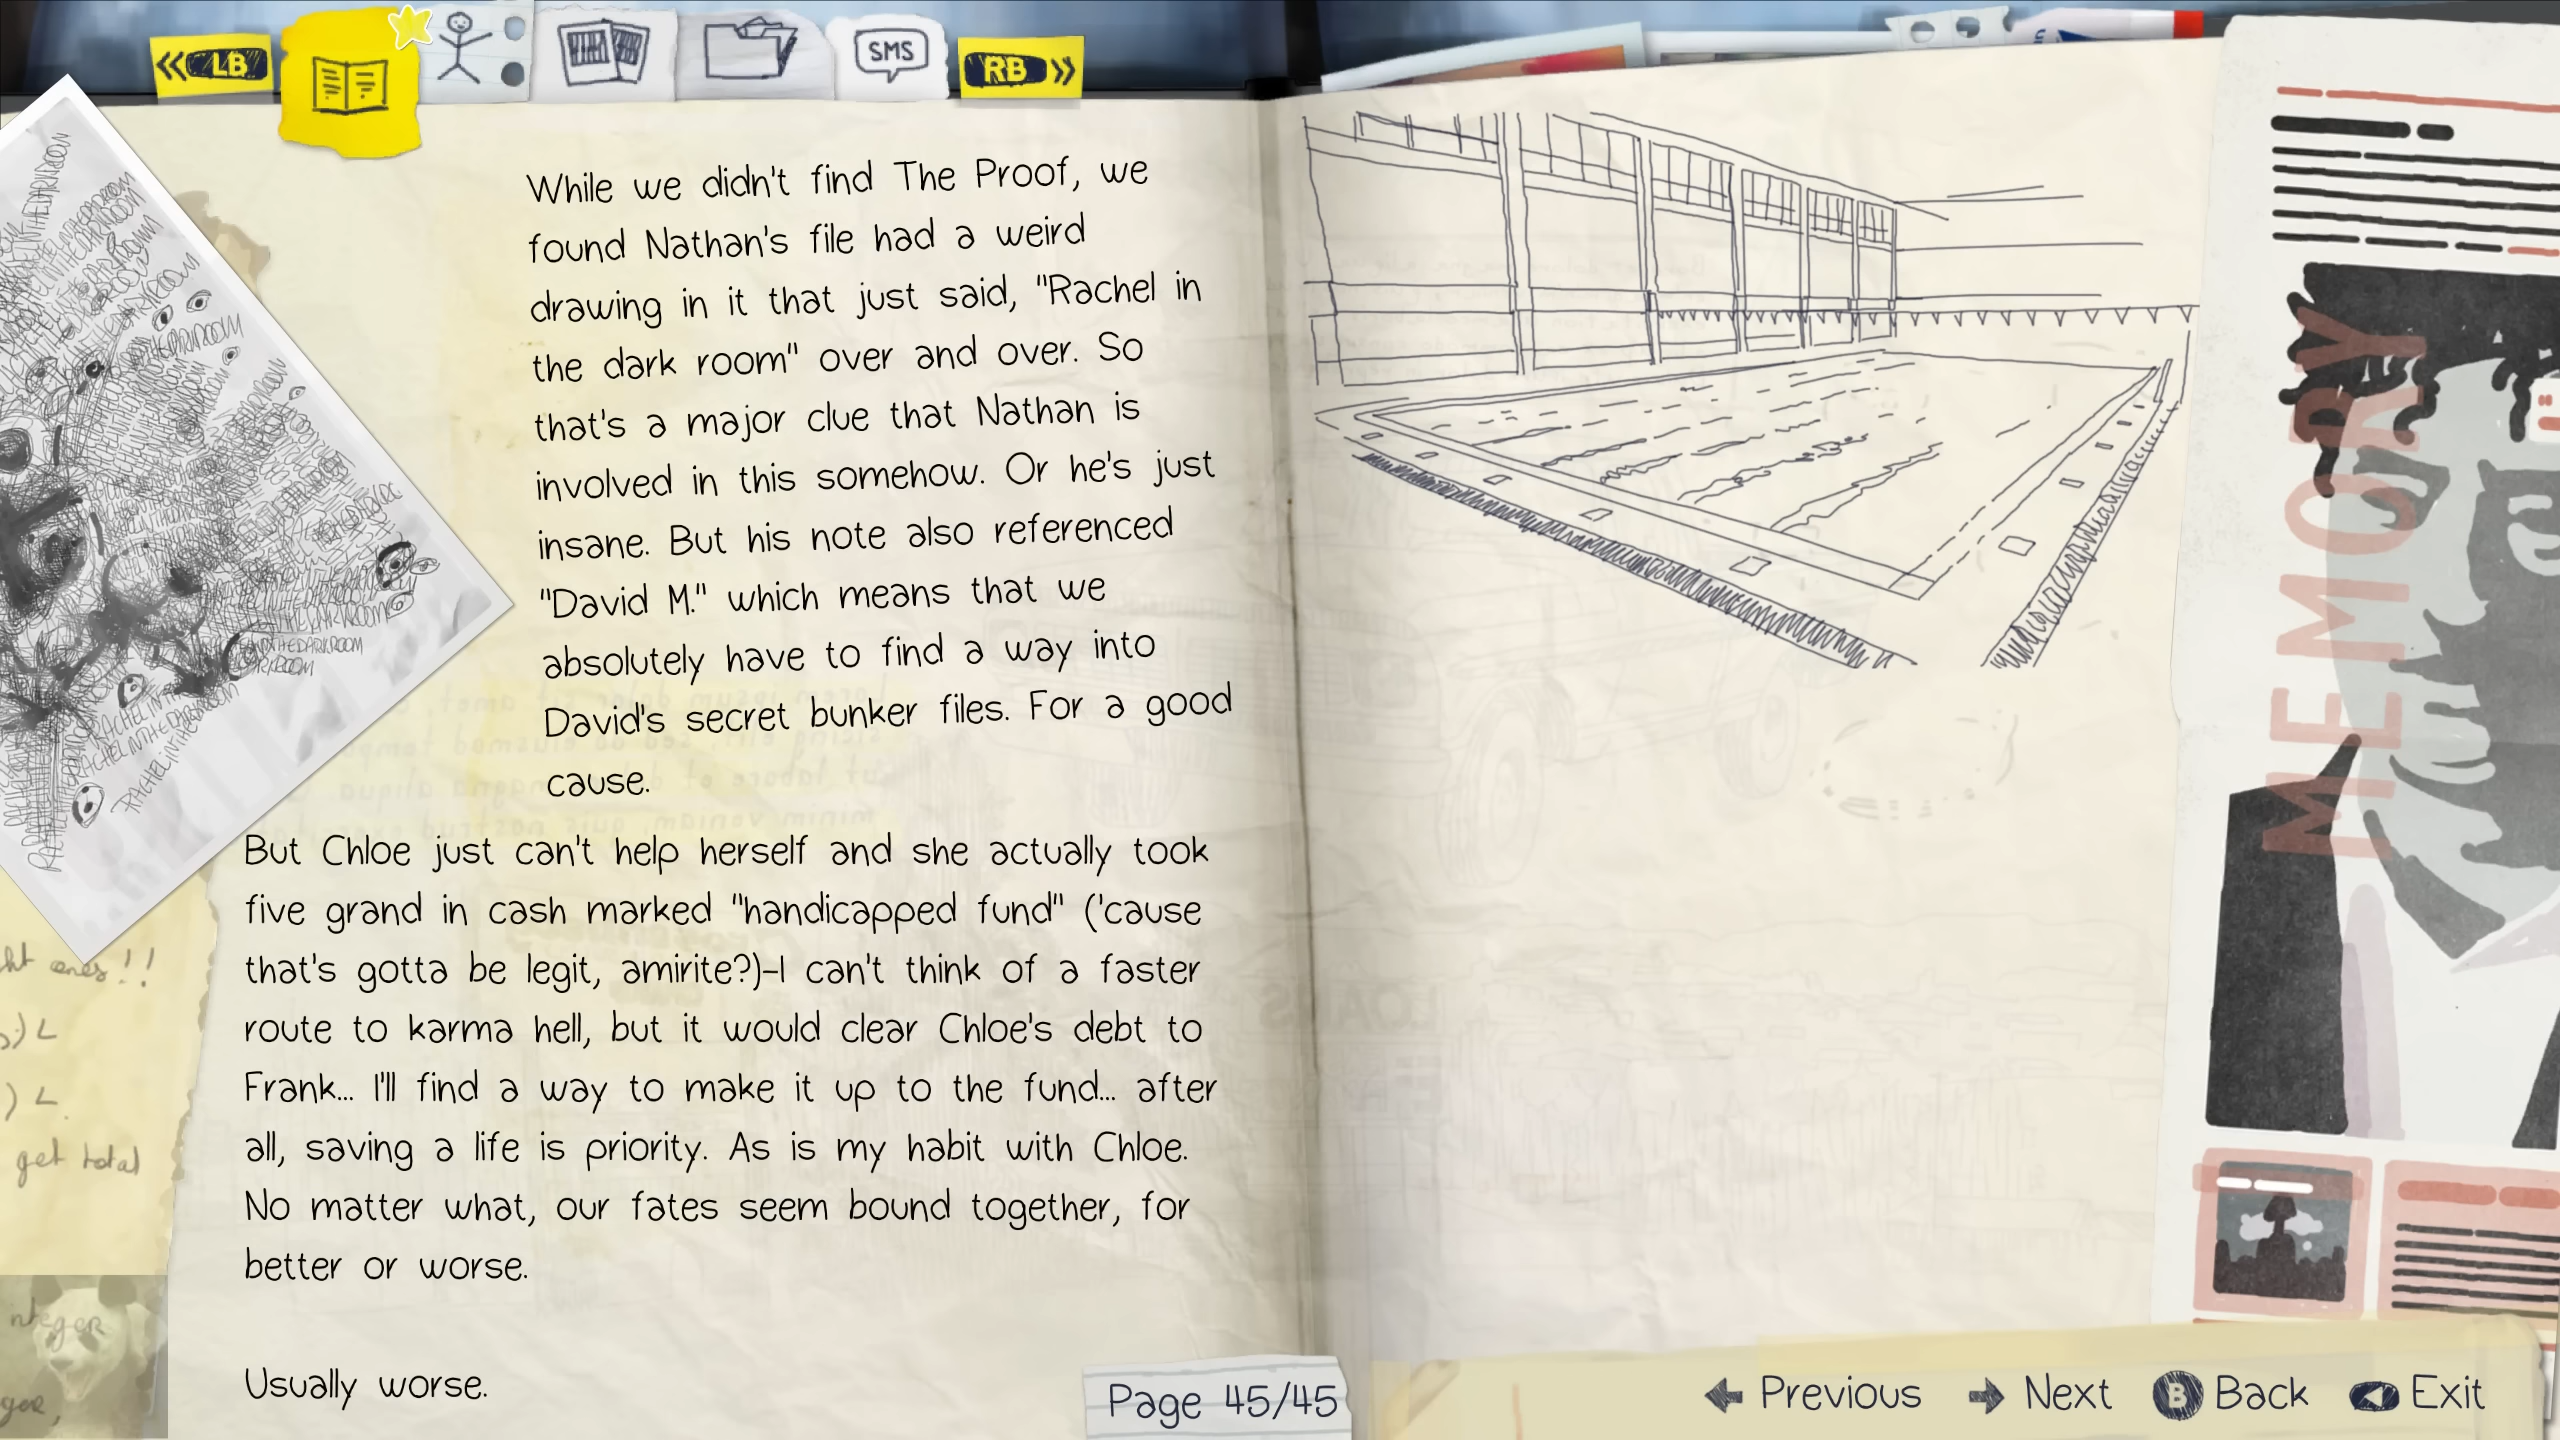 LB
SMS
RB
While we didn't find The Proof, we
found Nathan's file had a weird
drawing in it that just said, "Rachel in
the dark room" over and over. So
that's a major clue that Nathan is
involved in this somehow. Or he's just
insane. But his note also referenced
"David M." which means that we
absolutely have to find a way into
David's secret bunker files. For a good
cause.
But Chloe just can't help herself and she actually took
five grand in cash marked "handicapped fund" ('cause
that's gotta be legit, amirite?)–I can't think of a faster
route to karma hell, but it would clear Chloe's debt to
Frank... I'll find a way to make it up to the fund... after
all, saving a life is priority. As is my habit with Chloe.
No matter what, our fates seem bound together, for
better or worse.
Usually worse.
RACHELINTHEDARKROOM
RACHELINTHEDARKROOM
ones!!
get total
MEMORY
Page 45/45
Previous
Next
B Back
Exit